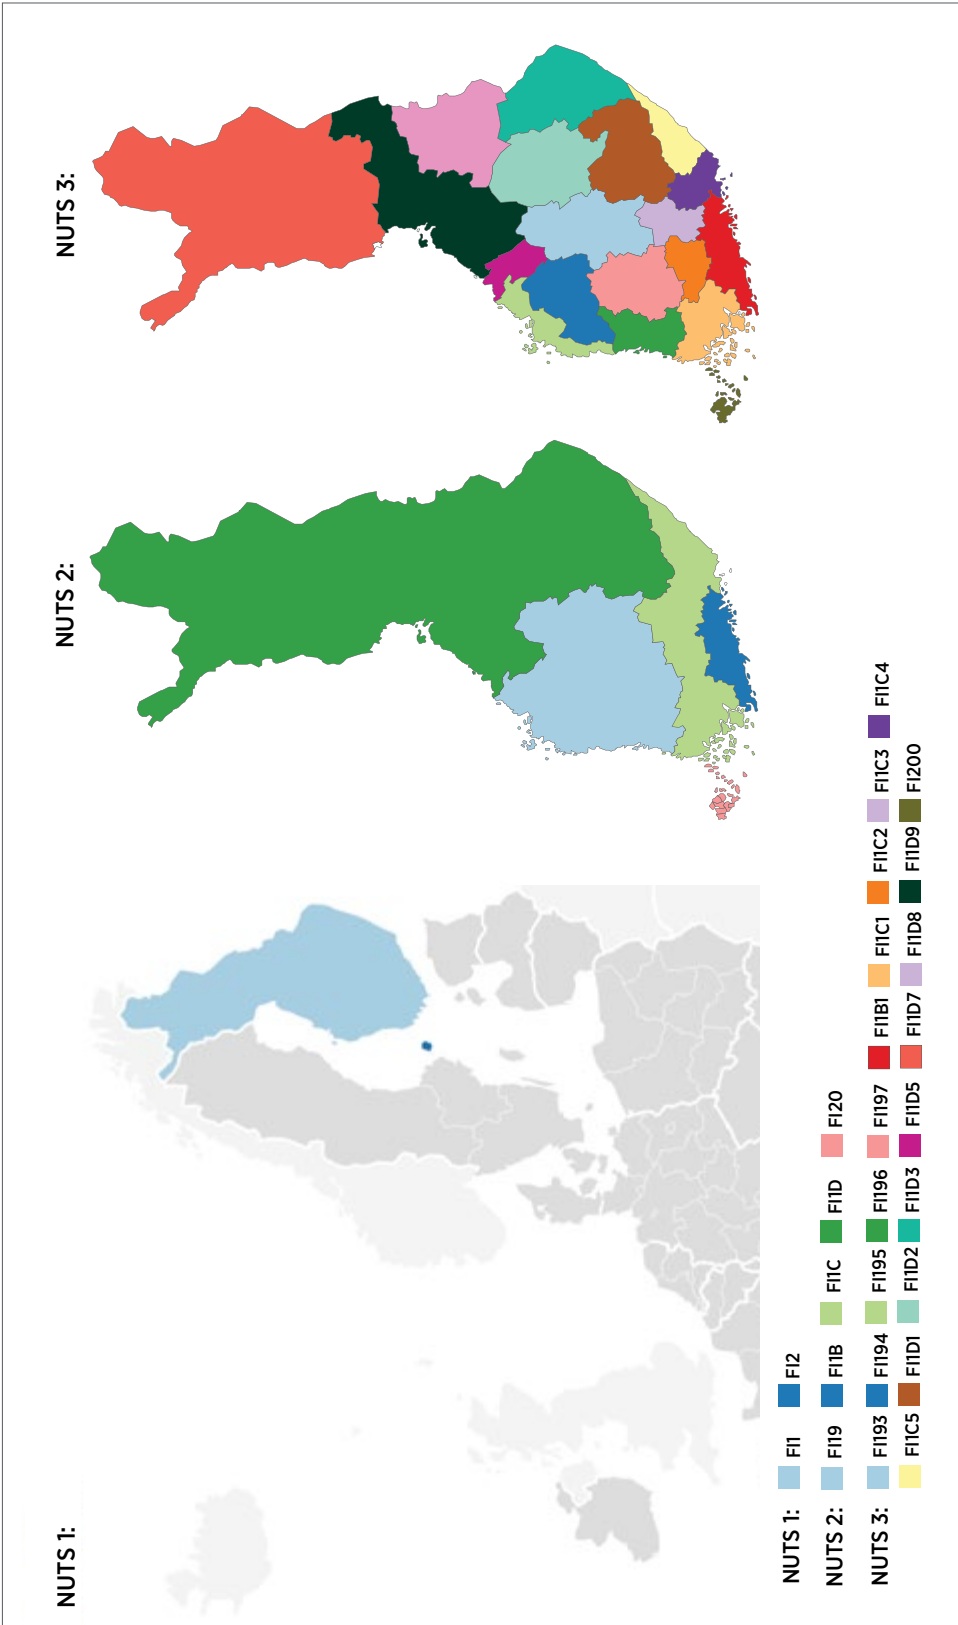 NUTS 1:
NUTS 2:
NUTS 3:
NUTS 1: FI1 FI2
NUTS 2: FI19 FI1B FI1C FI1D FI20
NUTS 3: FI193 FI194 FI195 FI196 FI197 FI1B1 FI1C1 FI1C2 FI1C3 FI1C4
FI1C5 FI1D1 FI1D2 FI1D3 FI1D5 FI1D7 FI1D8 FI1D9 FI200